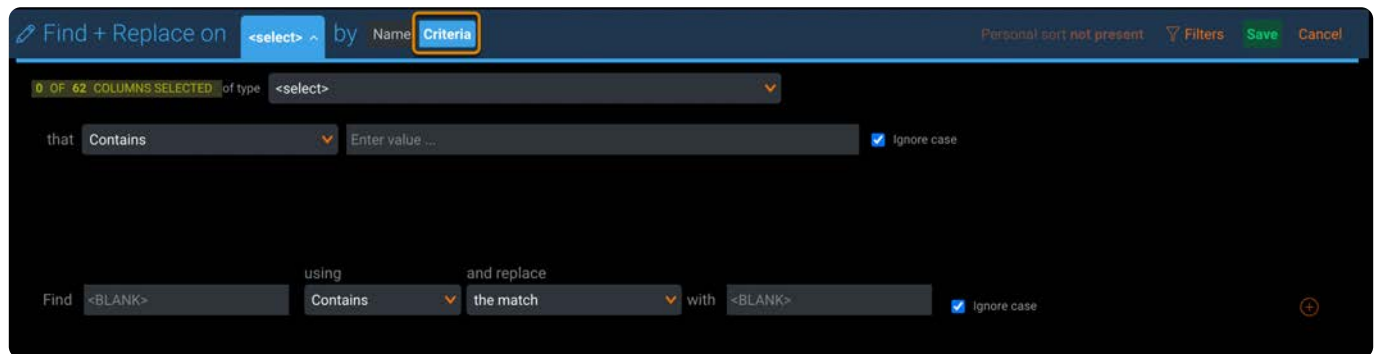 Find + Replace on <select> by Name Criteria Personal sort not present Filters Save Cancel
0 OF 62 COLUMNS SELECTED of type <select>
that Contains Enter value ... Ignore case
using and replace
Find <BLANK> Contains the match with <BLANK> Ignore case